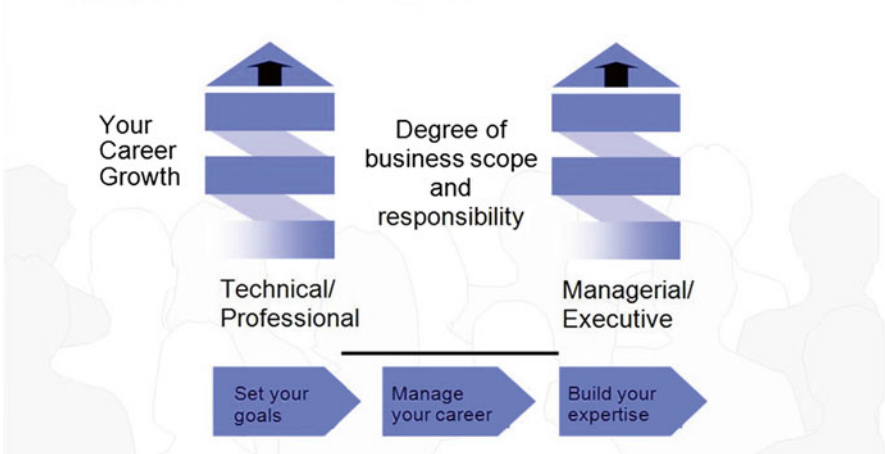 Your
Career
Growth
Degree of
business scope
and
responsibility
Technical/
Professional
Managerial/
Executive
Set your
goals
Manage
your career
Build your
expertise